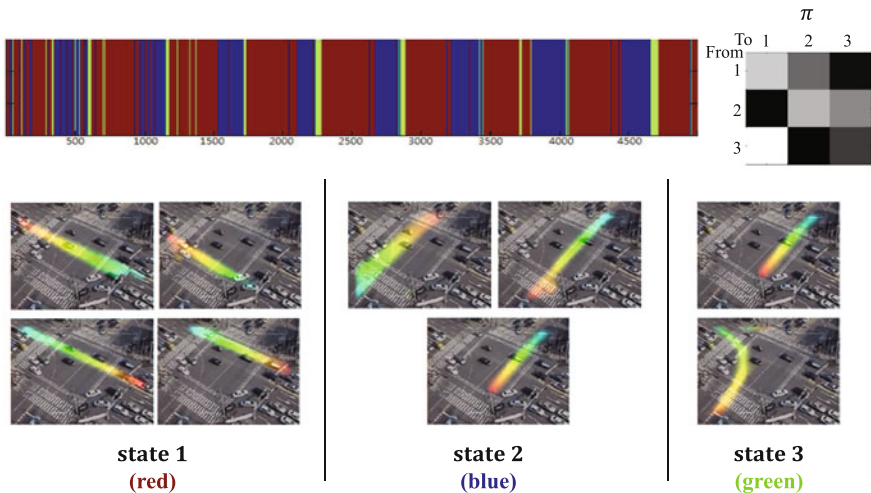 π
To
From
1 2 3
1
2
3
500 1000 1500 2000 2500 3000 3500 4000 4500
state 1
(red)
state 2
(blue)
state 3
(green)